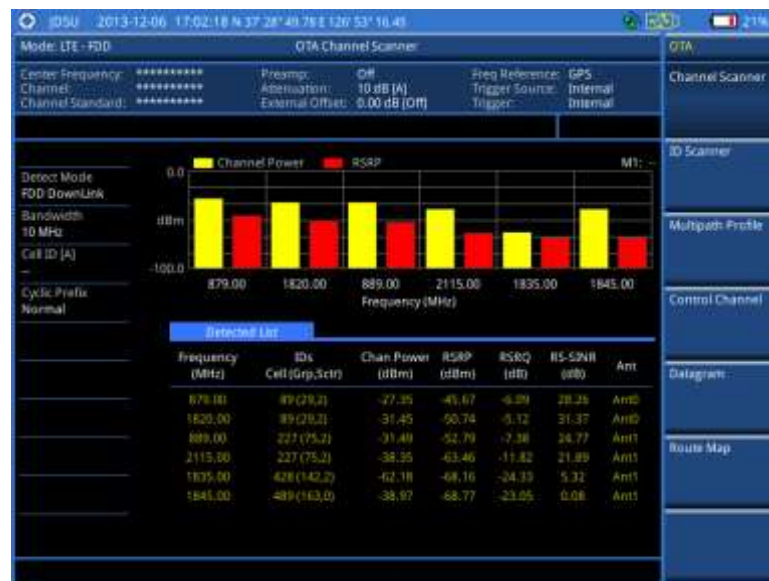 JDSU 2013-12-06 17:02:18 N 37° 28' 49.78 E 126° 53' 16.45 21%
Mode: LTE - FDD OTA Channel Scanner OTA
Center Frequency: ********** Preamp: Off Freq Reference: GPS
Channel: ********** Attenuation: 10 dB [A] Trigger Source: Internal
Channel Standard: ********** External Offset: 0.00 dB [Off] Trigger: Internal
Channel Scanner
ID Scanner
Multipath Profile
Control Channel
Datagram
Route Map
Detect Mode
FDD DownLink
Bandwidth
10 MHz
Cell ID [A]
--
Cyclic Prefix
Normal
Channel Power RSRP M1: --
0.0
dBm
-100.0
879.00 1820.00 889.00 2115.00 1835.00 1845.00
Frequency (MHz)
Detected List
Frequency (MHz) IDs Cell (Grp,Sctr) Chan Power (dBm) RSRP (dBm) RSRQ (dB) RS-SINR (dB) Ant
879.00 89 (29,2) -27.35 -45.67 -6.09 28.26 Ant0
1820.00 89 (29,2) -31.45 -50.74 -5.12 31.37 Ant0
889.00 227 (75,2) -31.49 -52.79 -7.38 24.77 Ant1
2115.00 227 (75,2) -38.35 -63.46 -11.82 21.89 Ant1
1835.00 428 (142,2) -62.18 -68.16 -24.33 5.32 Ant1
1845.00 489 (163,0) -38.97 -68.77 -23.05 0.08 Ant1